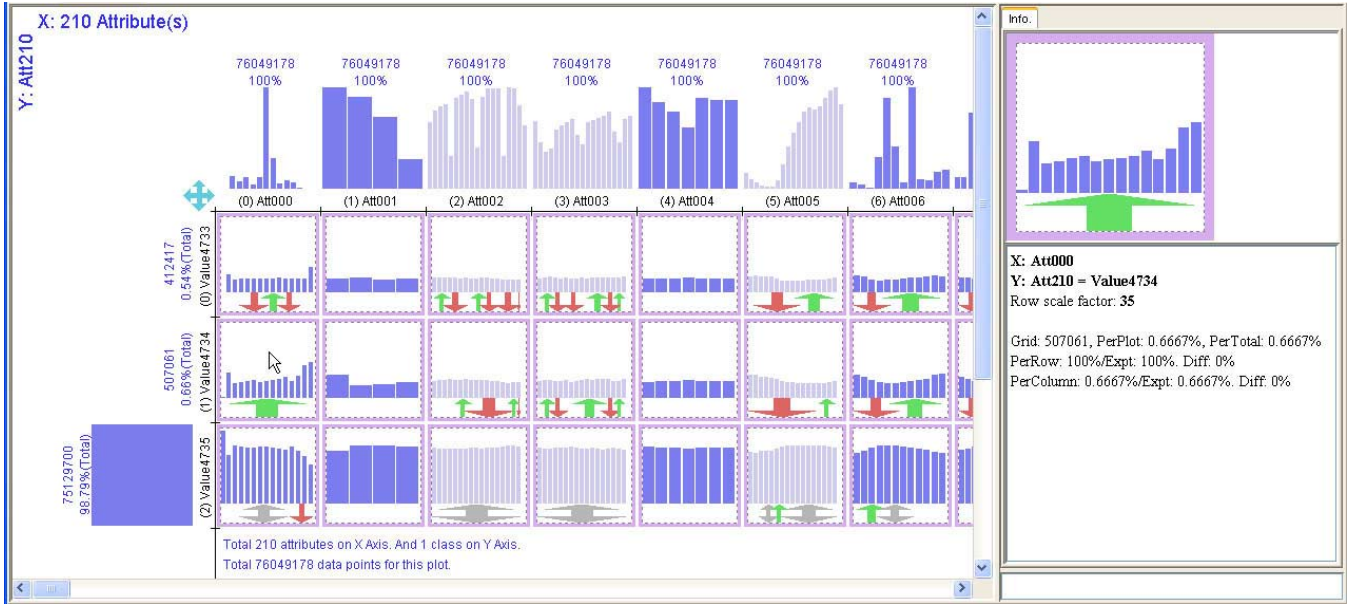 X: 210 Attribute(s)
Y: Att210
76049178 76049178 76049178 76049178 76049178 76049178 76049178
100% 100% 100% 100% 100% 100% 100%
(0) Att000 (1) Att001 (2) Att002 (3) Att003 (4) Att004 (5) Att005 (6) Att006
412417
0.54%(Total)
(0) Value4733
507061
0.66%(Total)
(1) Value4734
75129700
98.79%(Total)
(2) Value4735
Total 210 attributes on X Axis. And 1 class on Y Axis.
Total 76049178 data points for this plot.
Info.
X: Att000
Y: Att210 = Value4734
Row scale factor: 35
Grid: 507061, PerPlot: 0.6667%, PerTotal: 0.6667%
PerRow: 100%/Expt: 100%. Diff: 0%
PerColumn: 0.6667%/Expt: 0.6667%. Diff: 0%